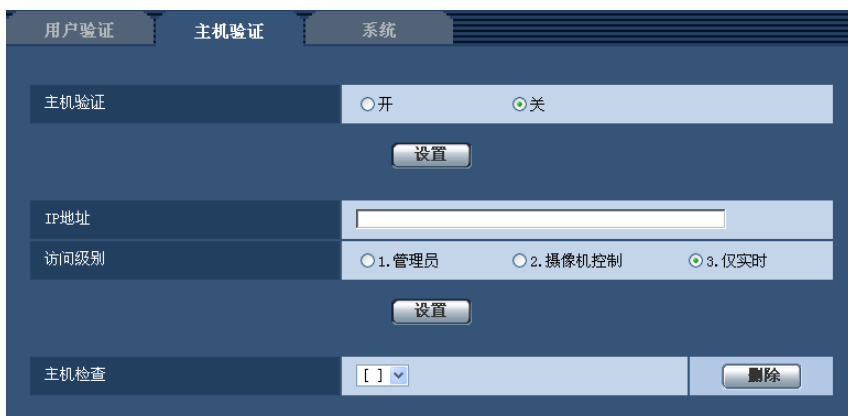 用户验证 主机验证 系统
主机验证 开 关
设置
IP地址
访问级别 1.管理员 2.摄像机控制 3.仅实时
设置
主机检查 [ ] 删除